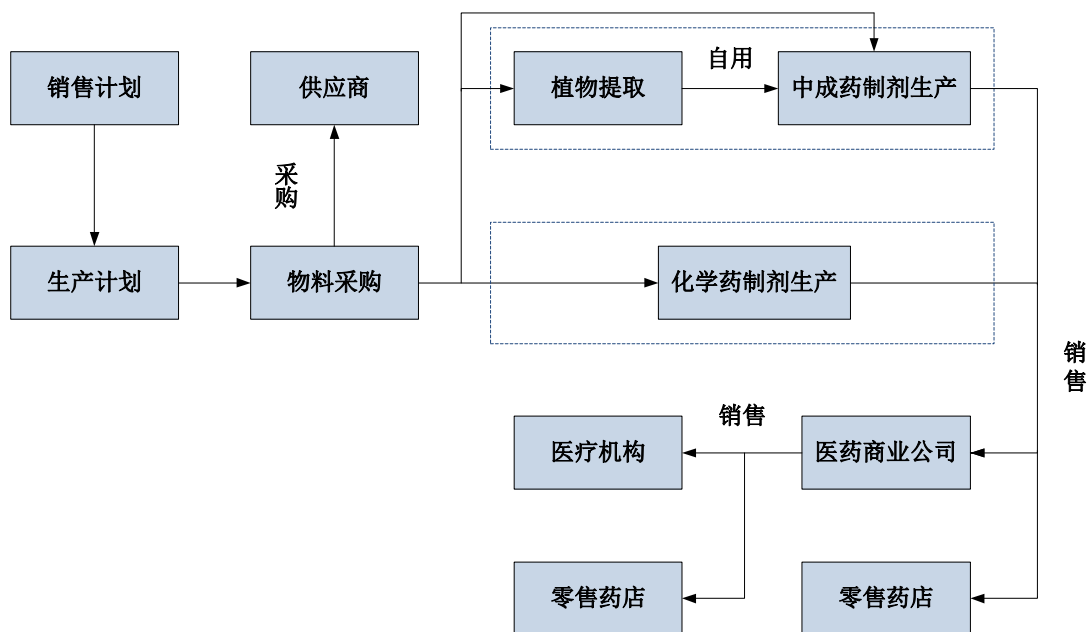 销售计划
供应商
植物提取
自用
中成药制剂生产
采购
生产计划
物料采购
化学药制剂生产
销售
销售
医疗机构
医药商业公司
零售药店
零售药店